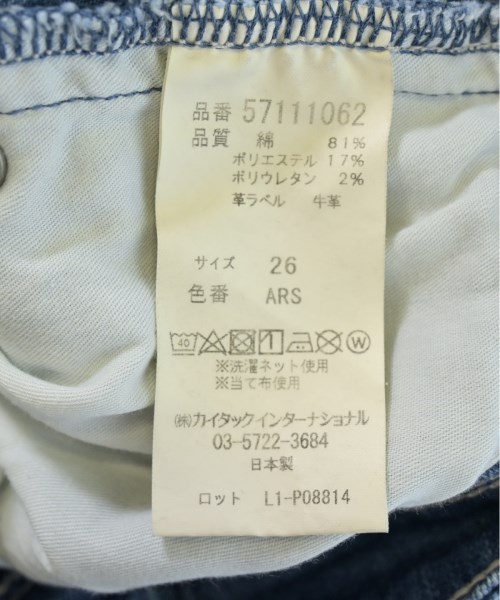 品番 57111062
品質 綿 81%
ポリエステル 17%
ポリウレタン 2%
革ラベル 牛革
サイズ 26
色番 ARS
40 W
※洗濯ネット使用
※当て布使用
㈱カイタックインターナショナル
03-5722-3684
日本製
ロット L1-P08814